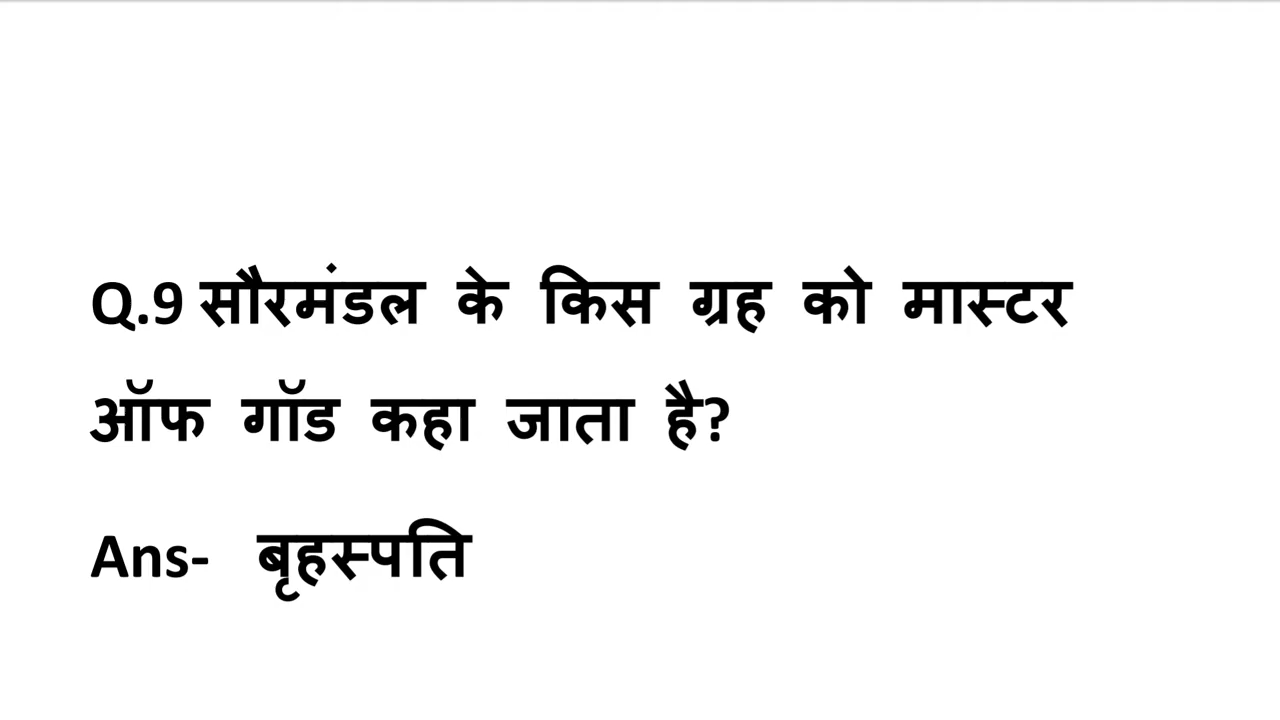 Q.9 सौरमंडल के किस ग्रह को मास्टर
ऑफ गॉड कहा जाता है?
Ans- बृहस्पति